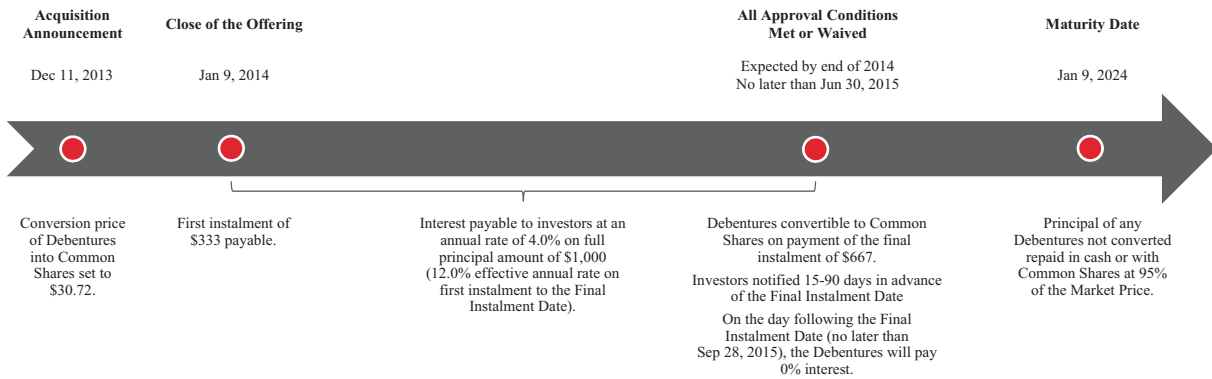 Acquisition
Announcement
Dec 11, 2013
Close of the Offering
Jan 9, 2014
All Approval Conditions
Met or Waived
Expected by end of 2014
No later than Jun 30, 2015
Maturity Date
Jan 9, 2024
Conversion price
of Debentures
into Common
Shares set to
$30.72.
First instalment of
$333 payable.
Interest payable to investors at an
annual rate of 4.0% on full
principal amount of $1,000
(12.0% effective annual rate on
first instalment to the Final
Instalment Date).
Debentures convertible to Common
Shares on payment of the final
instalment of $667.
Investors notified 15-90 days in advance
of the Final Instalment Date
On the day following the Final
Instalment Date (no later than
Sep 28, 2015), the Debentures will pay
0% interest.
Principal of any
Debentures not converted
repaid in cash or with
Common Shares at 95%
of the Market Price.